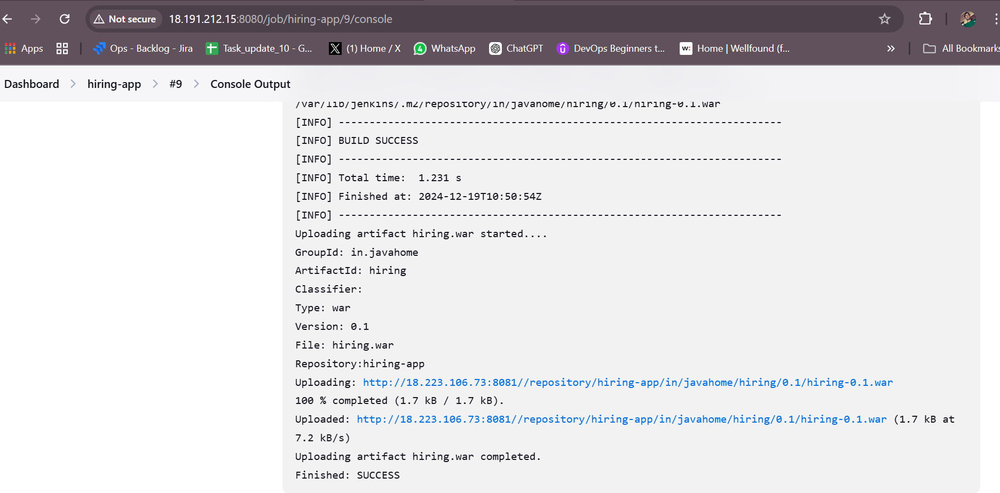 Not secure 18.191.212.15:8080/job/hiring-app/9/console
Apps Ops - Backlog - Jira Task_update_10 - G... (1) Home / X 4 WhatsApp ChatGPT DevOps Beginners t... w: Home | Wellfound (f... » All Bookmarks
Dashboard > hiring-app > #9 > Console Output
/var/lib/jenkins/.m2/repository/in/javahome/hiring/0.1/hiring-0.1.war
[INFO] ------------------------------------------------------------------------
[INFO] BUILD SUCCESS
[INFO] ------------------------------------------------------------------------
[INFO] Total time:  1.231 s
[INFO] Finished at: 2024-12-19T10:50:54Z
[INFO] ------------------------------------------------------------------------
Uploading artifact hiring.war started....
GroupId: in.javahome
ArtifactId: hiring
Classifier:
Type: war
Version: 0.1
File: hiring.war
Repository:hiring-app
Uploading: http://18.223.106.73:8081//repository/hiring-app/in/javahome/hiring/0.1/hiring-0.1.war
100 % completed (1.7 kB / 1.7 kB).
Uploaded: http://18.223.106.73:8081//repository/hiring-app/in/javahome/hiring/0.1/hiring-0.1.war (1.7 kB at
7.2 kB/s)
Uploading artifact hiring.war completed.
Finished: SUCCESS